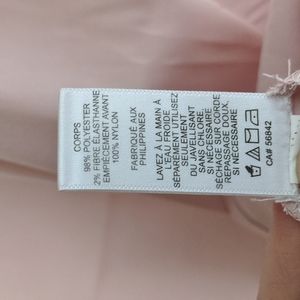 CORPS
98% POLYESTER
2% FIBRE ÉLASTHANNE
EMPIÈCEMENT AVANT
100% NYLON
FABRIQUÉ AUX
PHILIPPINES
LAVEZ À LA MAIN À
L'EAU FROIDE
SÉPARÉMENT UTILISEZ
SEULEMENT
DU JAVELLISANT
SANS CHLORE
SI NÉCESSAIRE
SÉCHAGE SUR CORDE
REPASSAGE DOUX,
SI NÉCESSAIRE
CA# 56842